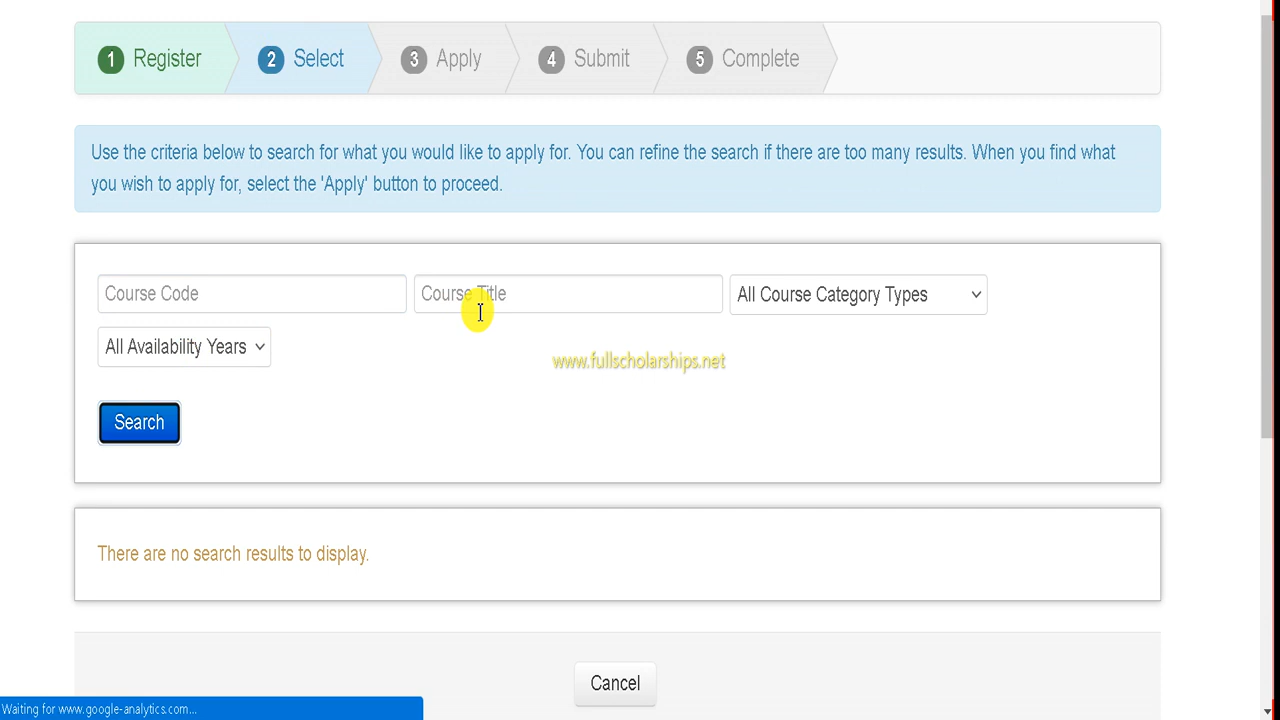 1 Register 2 Select 3 Apply 4 Submit 5 Complete
Use the criteria below to search for what you would like to apply for. You can refine the search if there are too many results. When you find what
you wish to apply for, select the 'Apply' button to proceed.
Course Code Course Title All Course Category Types
All Availability Years
www.fullscholarships.net
Search
There are no search results to display.
Cancel
Waiting for www.google-analytics.com...